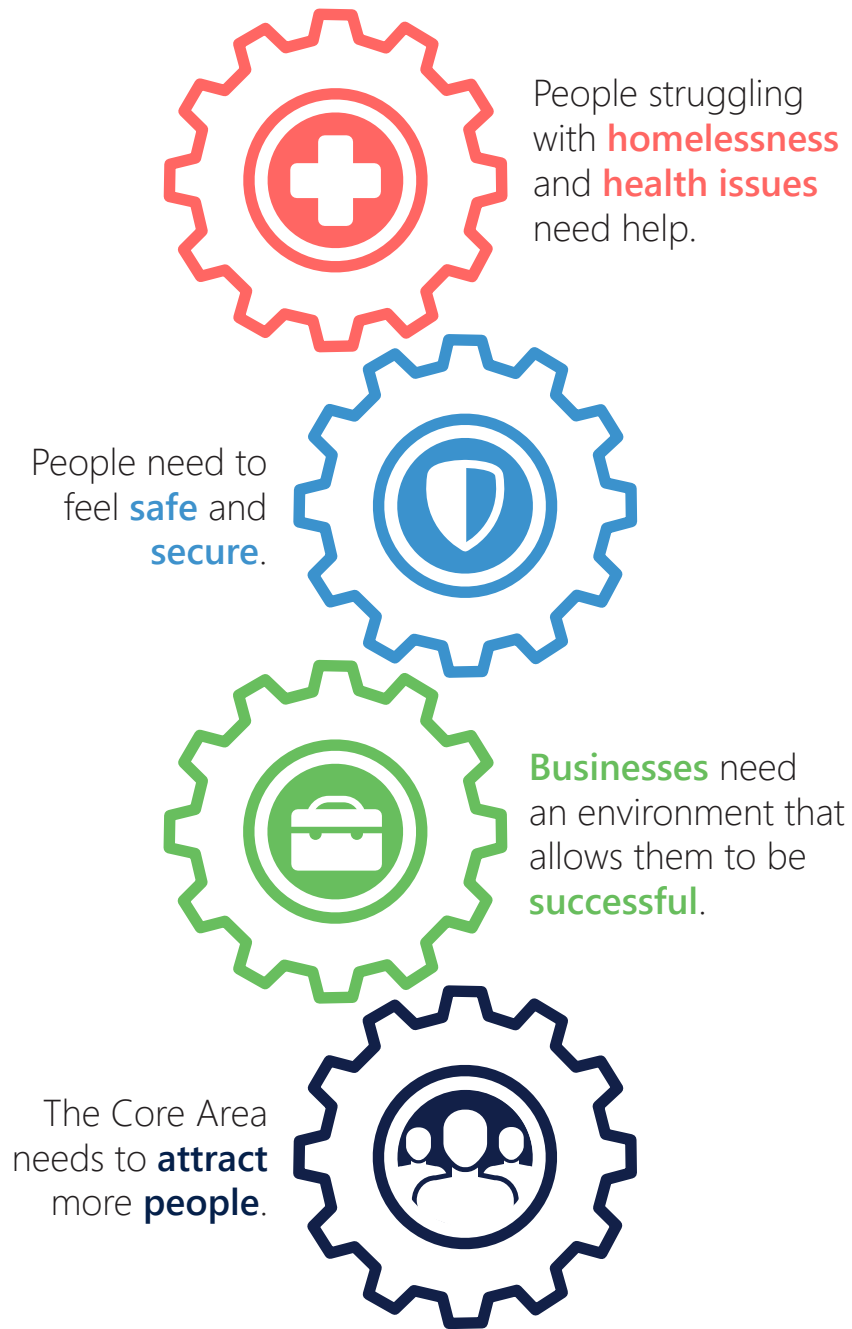 People struggling
with homelessness
and health issues
need help.
People need to
feel safe and
secure.
Businesses need
an environment that
allows them to be
successful.
The Core Area
needs to attract
more people.